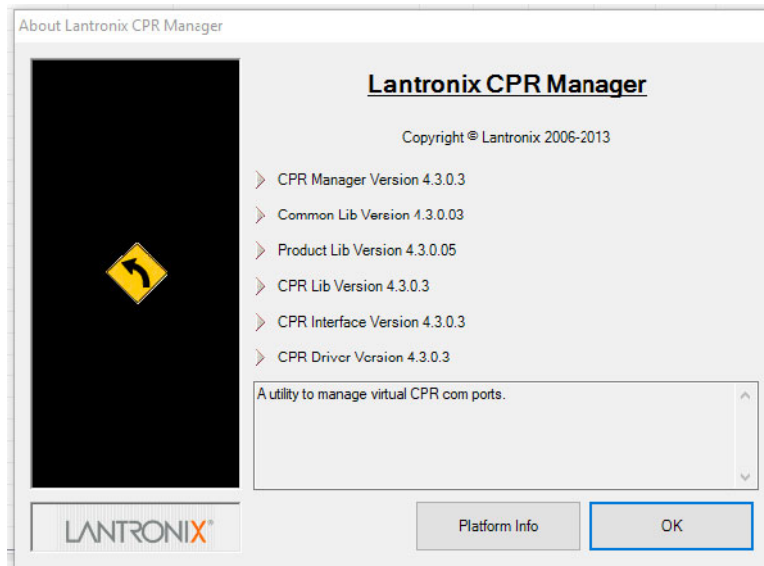 About Lantronix CPR Manager
Lantronix CPR Manager
Copyright © Lantronix 2006-2013
CPR Manager Version 4.3.0.3
Common Lib Version 4.3.0.03
Product Lib Version 4.3.0.05
CPR Lib Version 4.3.0.3
CPR Interface Version 4.3.0.3
CPR Driver Version 4.3.0.3
A utility to manage virtual CPR com ports.
LANTRONIX®
Platform Info
OK